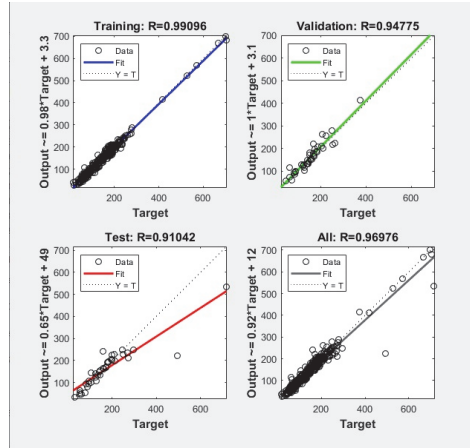 Training: R=0.99096
Output ~= 0.98*Target + 3.3
700
600
500
400
300
200
100
Data
Fit
Y = T
200 400 600
Target
Validation: R=0.94775
Output ~= 1*Target + 3.1
700
600
500
400
300
200
100
Data
Fit
Y = T
200 400 600
Target
Test: R=0.91042
Output ~= 0.65*Target + 49
700
600
500
400
300
200
100
Data
Fit
Y = T
200 400 600
Target
All: R=0.96976
Output ~= 0.92*Target + 12
700
600
500
400
300
200
100
Data
Fit
Y = T
200 400 600
Target